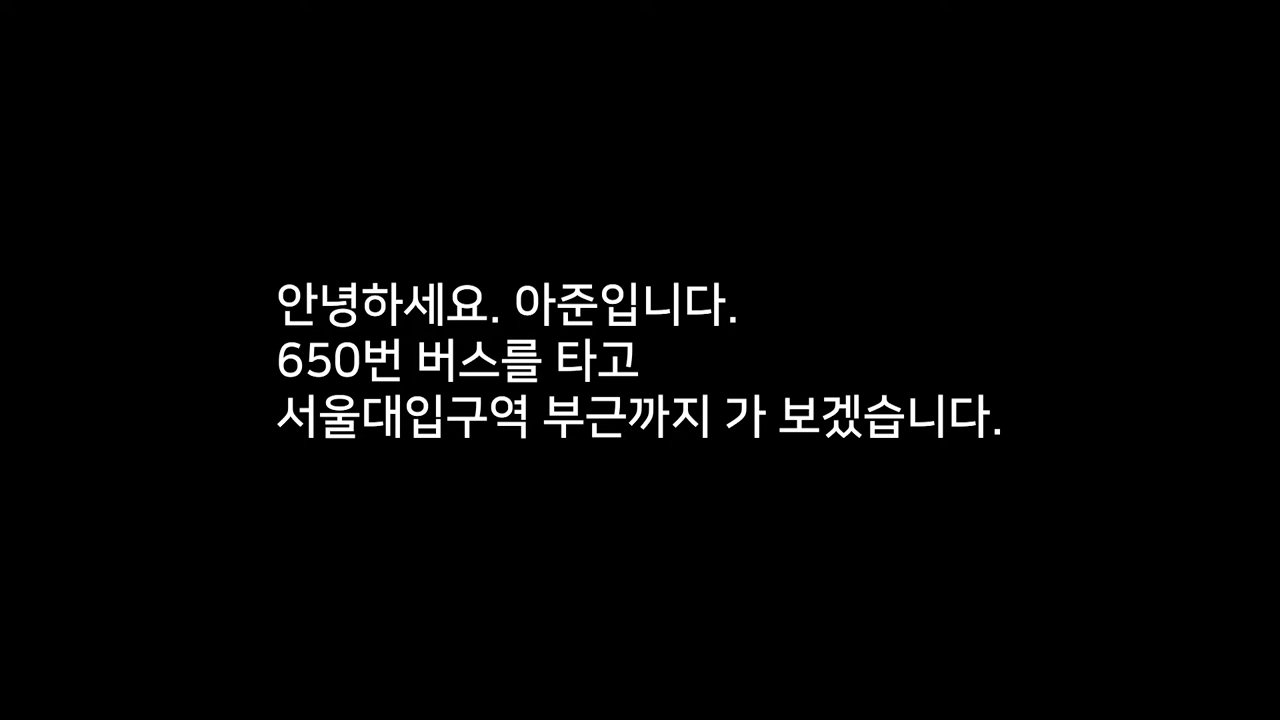 안녕하세요. 아준입니다.
650번 버스를 타고
서울대입구역 부근까지 가 보겠습니다.